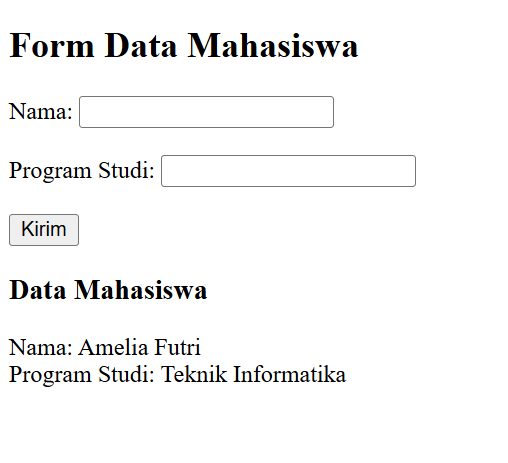 Form Data Mahasiswa
Nama:
Program Studi:
Kirim
Data Mahasiswa
Nama: Amelia Futri
Program Studi: Teknik Informatika